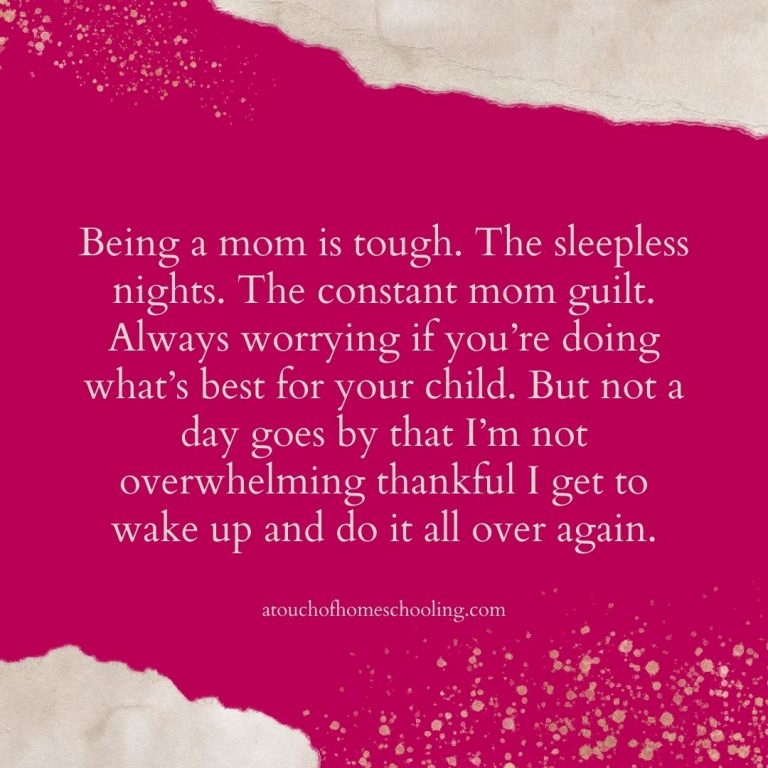 Being a mom is tough. The sleepless
nights. The constant mom guilt.
Always worrying if you’re doing
what’s best for your child. But not a
day goes by that I’m not
overwhelming thankful I get to
wake up and do it all over again.
atouchofhomeschooling.com